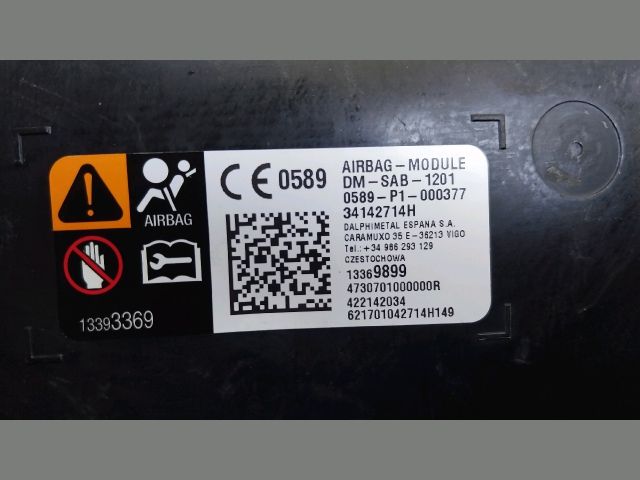 AIRBAG
13393369
CE 0589
AIRBAG-MODULE
DM-SAB-1201
0589-P1-000377
34142714H
DALPHIMETAL ESPANA S.A.
CARAMUXO 35 E-36213 VIGO
Tel.: +34 986 293 129
CZESTOCHOWA
13369899
4730701000000R
422142034
621701042714H149